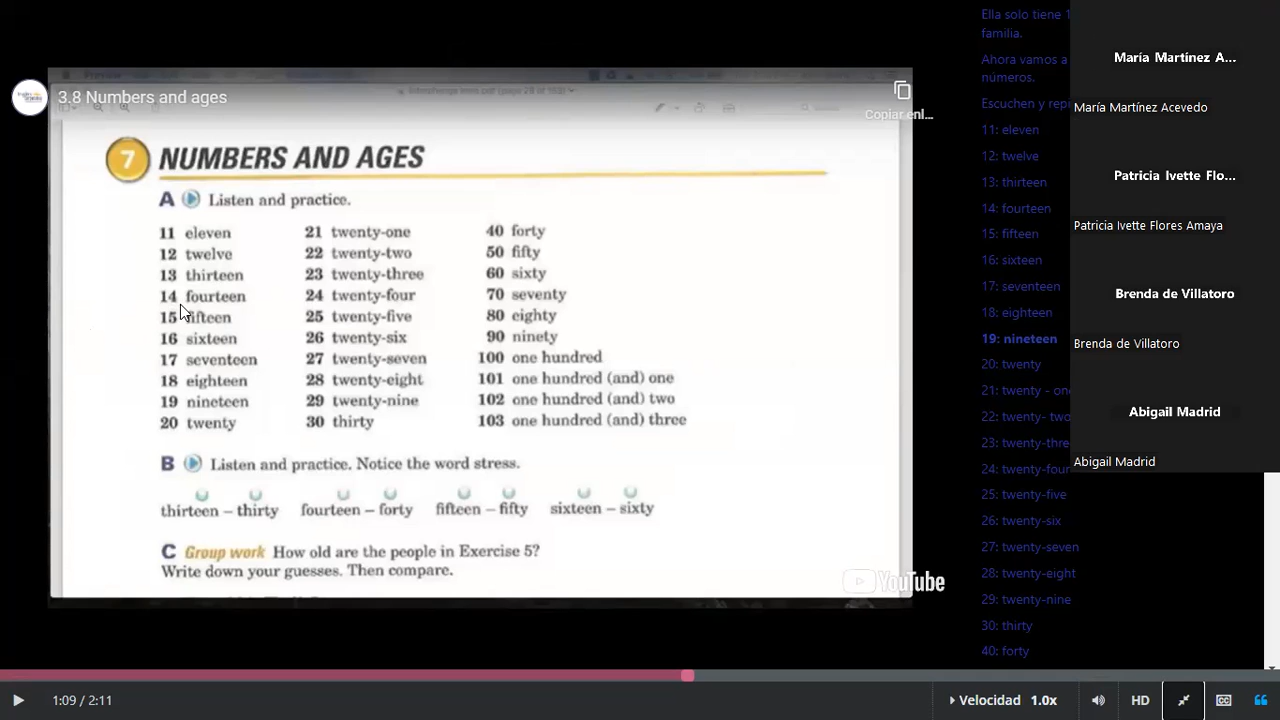 3.8 Numbers and ages
Copiar enl...
7 NUMBERS AND AGES
A Listen and practice.
11 eleven
12 twelve
13 thirteen
14 fourteen
15 fifteen
16 sixteen
17 seventeen
18 eighteen
19 nineteen
20 twenty
21 twenty-one
22 twenty-two
23 twenty-three
24 twenty-four
25 twenty-five
26 twenty-six
27 twenty-seven
28 twenty-eight
29 twenty-nine
30 thirty
40 forty
50 fifty
60 sixty
70 seventy
80 eighty
90 ninety
100 one hundred
101 one hundred (and) one
102 one hundred (and) two
103 one hundred (and) three
B Listen and practice. Notice the word stress.
thirteen – thirty fourteen – forty fifteen – fifty sixteen – sixty
C Group work How old are the people in Exercise 5?
Write down your guesses. Then compare.
YouTube
Ella solo tiene 1
familia.
Ahora vamos a
números.
Escuchen y rep
11: eleven
12: twelve
13: thirteen
14: fourteen
15: fifteen
16: sixteen
17: seventeen
18: eighteen
19: nineteen
20: twenty
21: twenty - one
22: twenty- two
23: twenty-three
24: twenty-four
25: twenty-five
26: twenty-six
27: twenty-seven
28: twenty-eight
29: twenty-nine
30: thirty
40: forty
María Martínez A...
María Martínez Acevedo
Patricia Ivette Flo...
Patricia Ivette Flores Amaya
Brenda de Villatoro
Brenda de Villatoro
Abigail Madrid
Abigail Madrid
1:09 / 2:11
Velocidad 1.0x
HD
CC